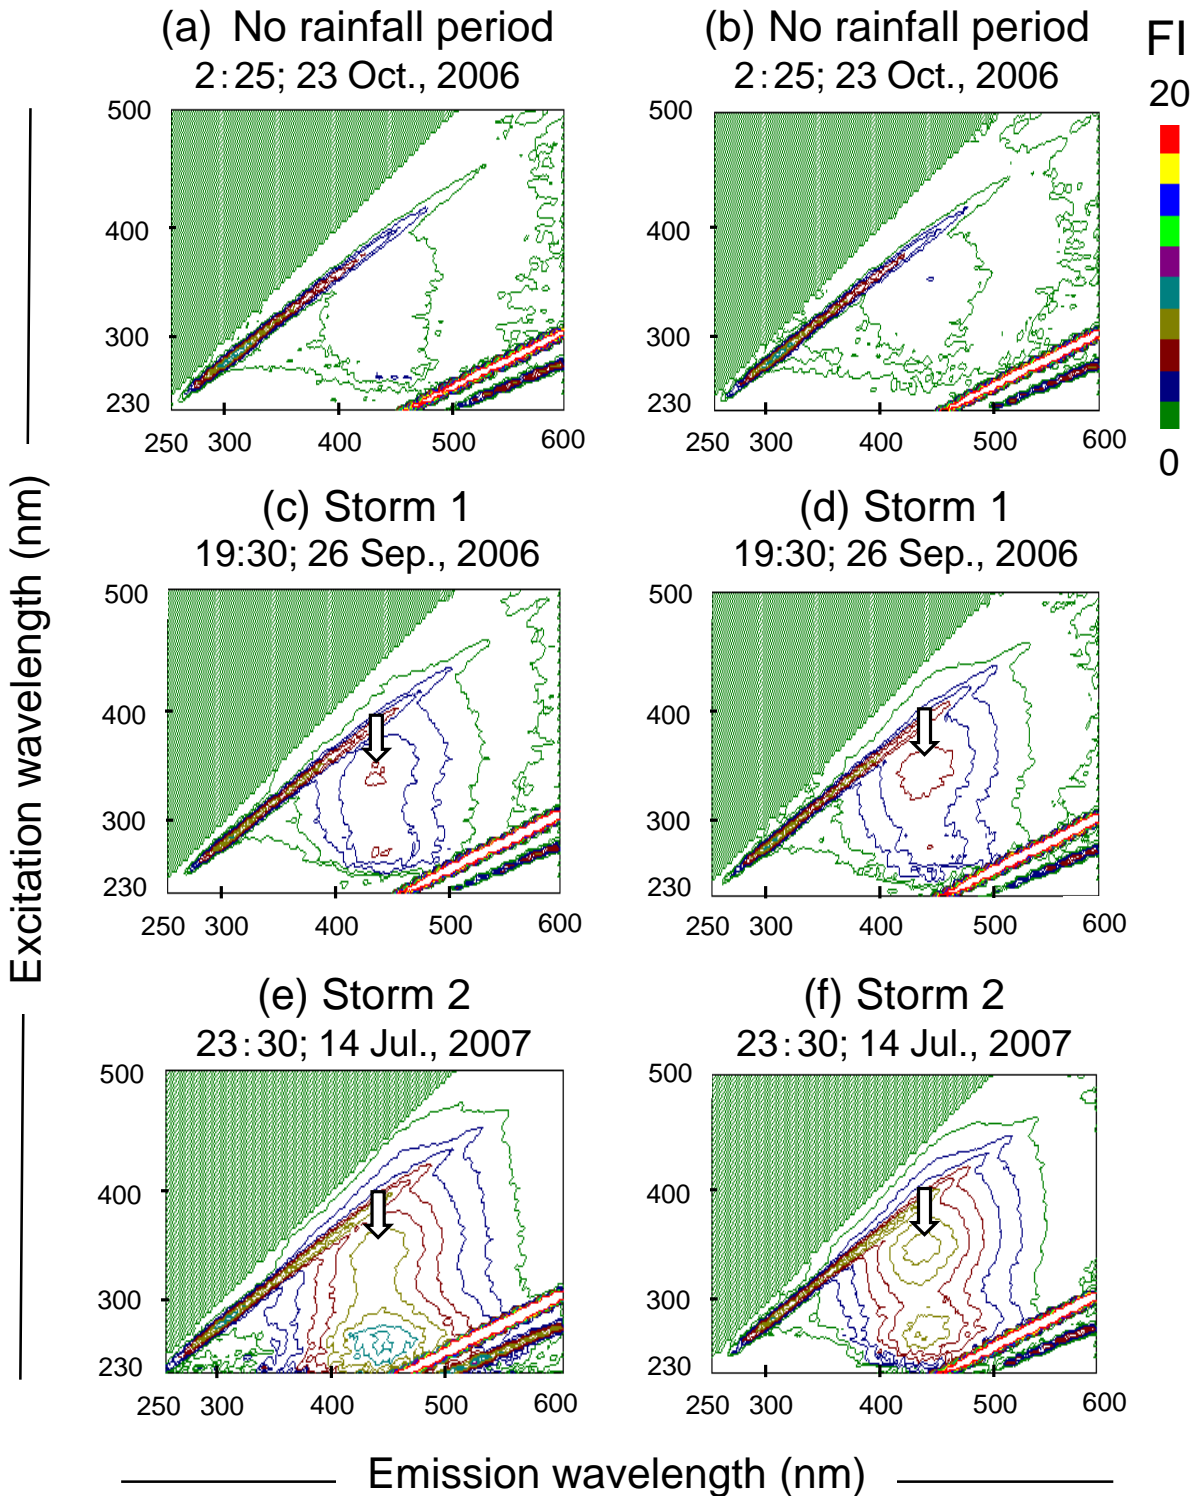 (a) No rainfall period
2:25; 23 Oct., 2006
(b) No rainfall period
2:25; 23 Oct., 2006
FI
20
0
500
400
300
230
250 300 400 500 600
500
400
300
230
250 300 400 500 600
(c) Storm 1
19:30; 26 Sep., 2006
(d) Storm 1
19:30; 26 Sep., 2006
500
400
300
230
250 300 400 500 600
500
400
300
230
250 300 400 500 600
(e) Storm 2
23:30; 14 Jul., 2007
(f) Storm 2
23:30; 14 Jul., 2007
500
400
300
230
250 300 400 500 600
500
400
300
230
250 300 400 500 600
Excitation wavelength (nm)
Emission wavelength (nm)